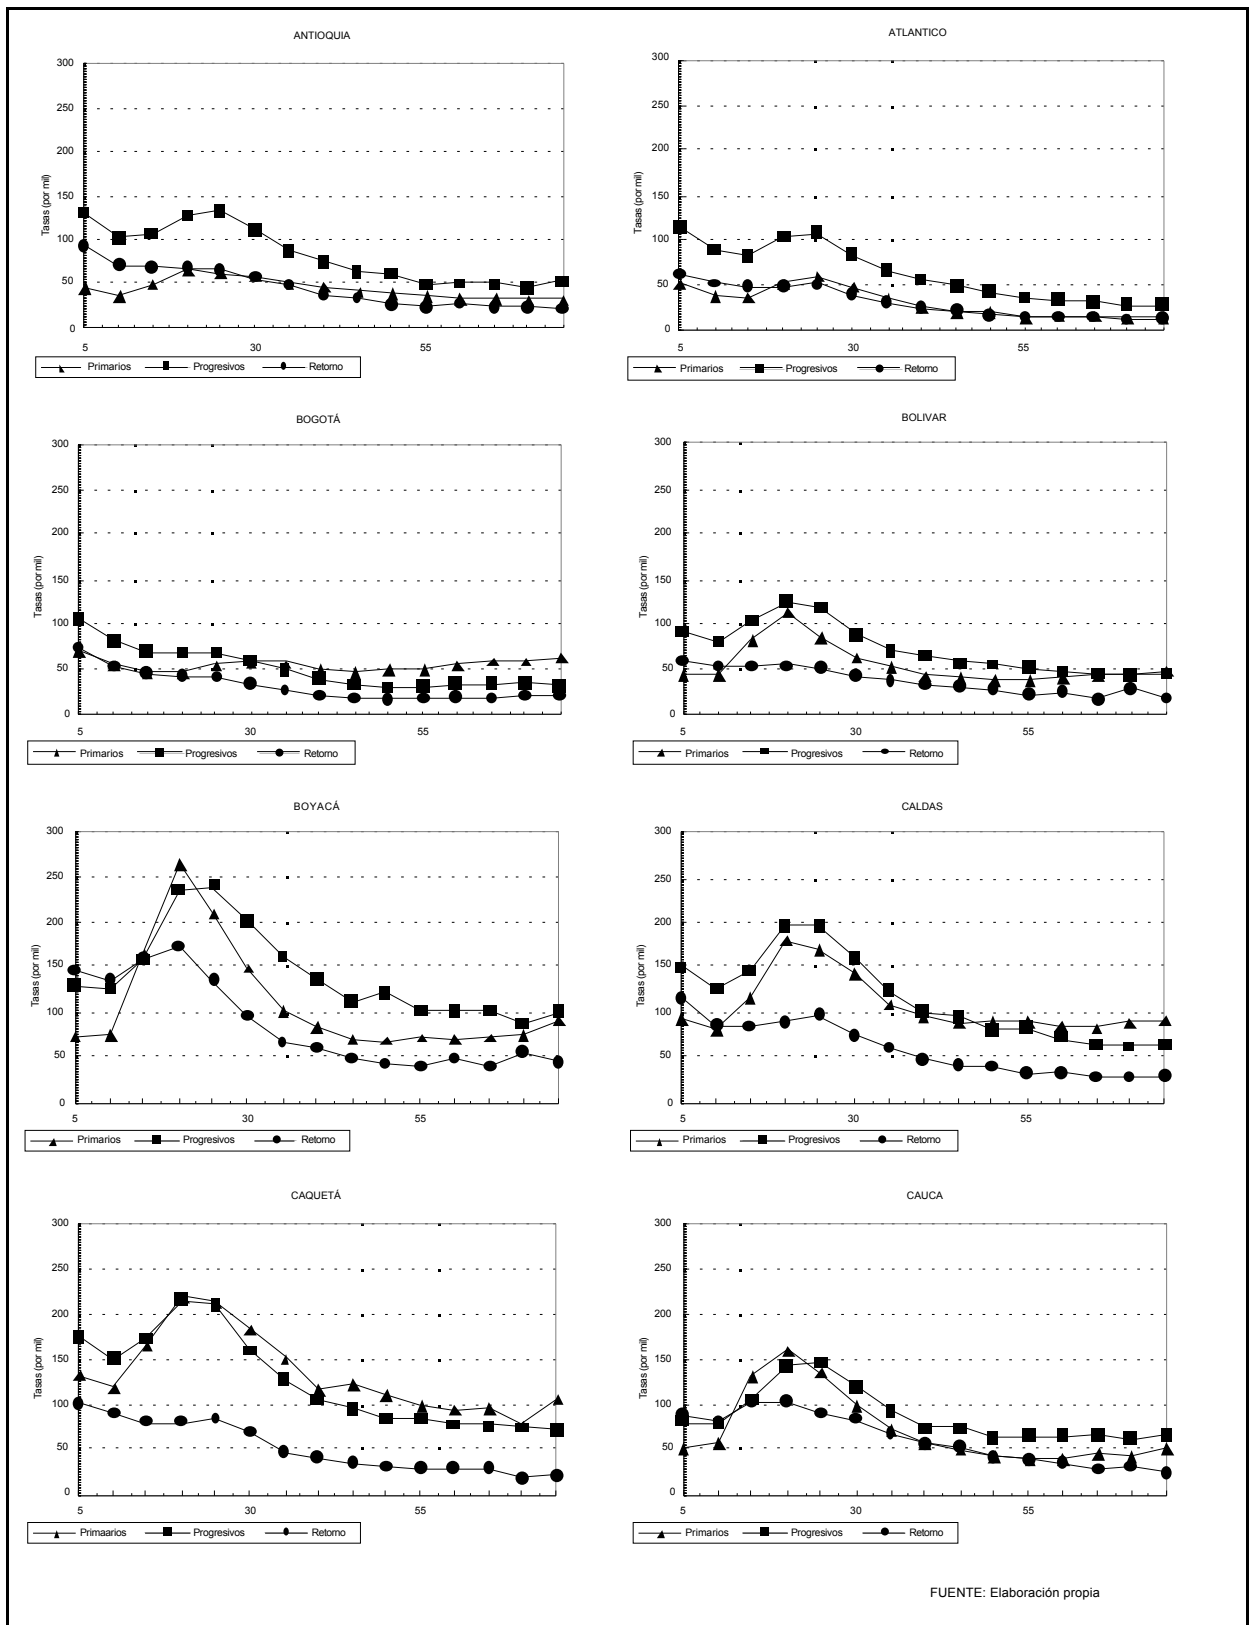 ANTIOQUIA
300
250
200
150
100
50
0
Tasas (por mil)
5 30 55
Primarios Progresivos Retorno
ATLANTICO
300
250
200
150
100
50
0
Tasas (por mil)
5 30 55
Primarios Progresivos Retorno
BOGOTÁ
300
250
200
150
100
50
0
Tasas (por mil)
5 30 55
Primarios Progresivos Retorno
BOLIVAR
300
250
200
150
100
50
0
Tasas (por mil)
5 30 55
Primarios Progresivos Retorno
BOYACÁ
300
250
200
150
100
50
0
Tasas (por mil)
5 30 55
Primarios Progresivos Retorno
CALDAS
300
250
200
150
100
50
0
Tasas (por mil)
5 30 55
Primarios Progresivos Retorno
CAQUETÁ
300
250
200
150
100
50
0
Tasas (por mil)
5 30 55
Primaarios Progresivos Retorno
CAUCA
300
250
200
150
100
50
0
Tasas (por mil)
5 30 55
Primarios Progresivos Retorno
FUENTE: Elaboración propia